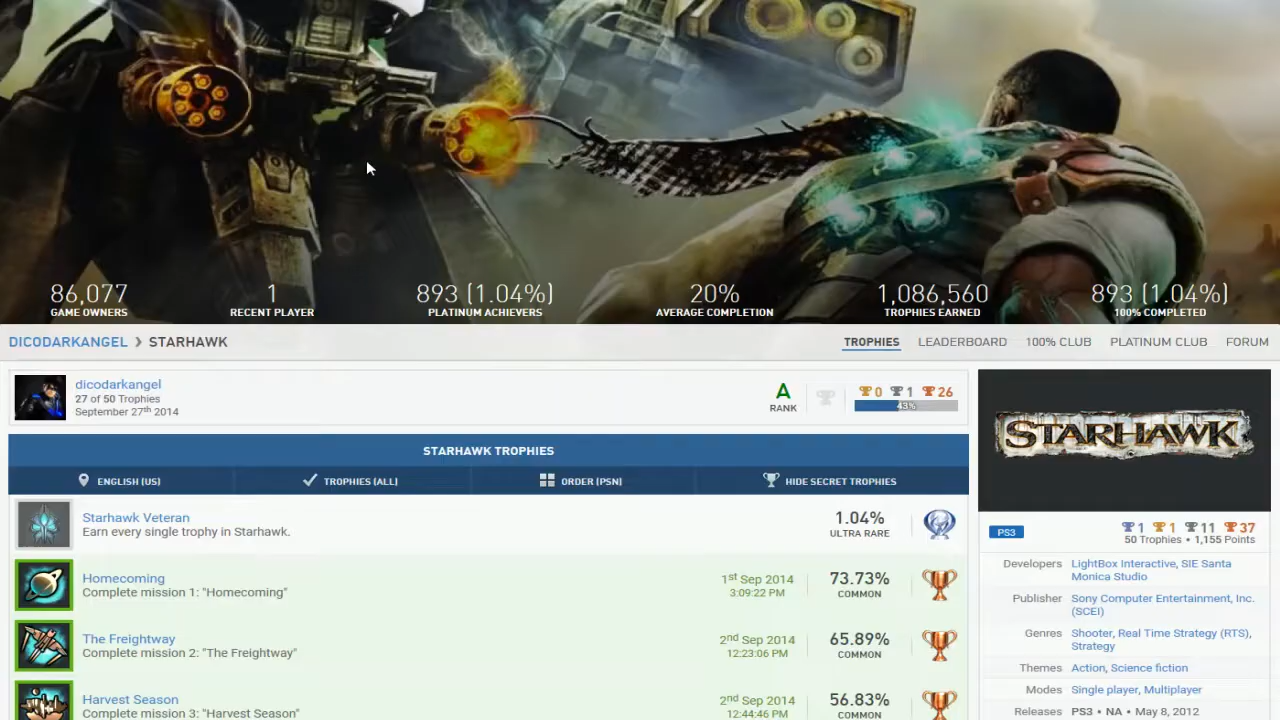 86,077
GAME OWNERS
1
RECENT PLAYER
893 (1.04%)
PLATINUM ACHIEVERS
20%
AVERAGE COMPLETION
1,086,560
TROPHIES EARNED
893 (1.04%)
100% COMPLETED
DICODARKANGEL > STARHAWK
TROPHIES LEADERBOARD 100% CLUB PLATINUM CLUB FORUM
dicodarkangel
27 of 50 Trophies
September 27th 2014
A
RANK
0 1 26
43%
STARHAWK TROPHIES
ENGLISH (US) TROPHIES (ALL) ORDER (PSN) HIDE SECRET TROPHIES
Starhawk Veteran
Earn every single trophy in Starhawk.
1.04%
ULTRA RARE
Homecoming
Complete mission 1: "Homecoming"
1st Sep 2014
3:09:22 PM
73.73%
COMMON
The Freightway
Complete mission 2: "The Freightway"
2nd Sep 2014
12:23:06 PM
65.89%
COMMON
Harvest Season
Complete mission 3: "Harvest Season"
2nd Sep 2014
12:44:46 PM
56.83%
COMMON
STARHAWK
PS3
1 1 11 37
50 Trophies • 1,155 Points
Developers LightBox Interactive, SIE Santa
Monica Studio
Publisher Sony Computer Entertainment, Inc.
(SCEI)
Genres Shooter, Real Time Strategy (RTS),
Strategy
Themes Action, Science fiction
Modes Single player, Multiplayer
Releases PS3 • NA • May 8, 2012